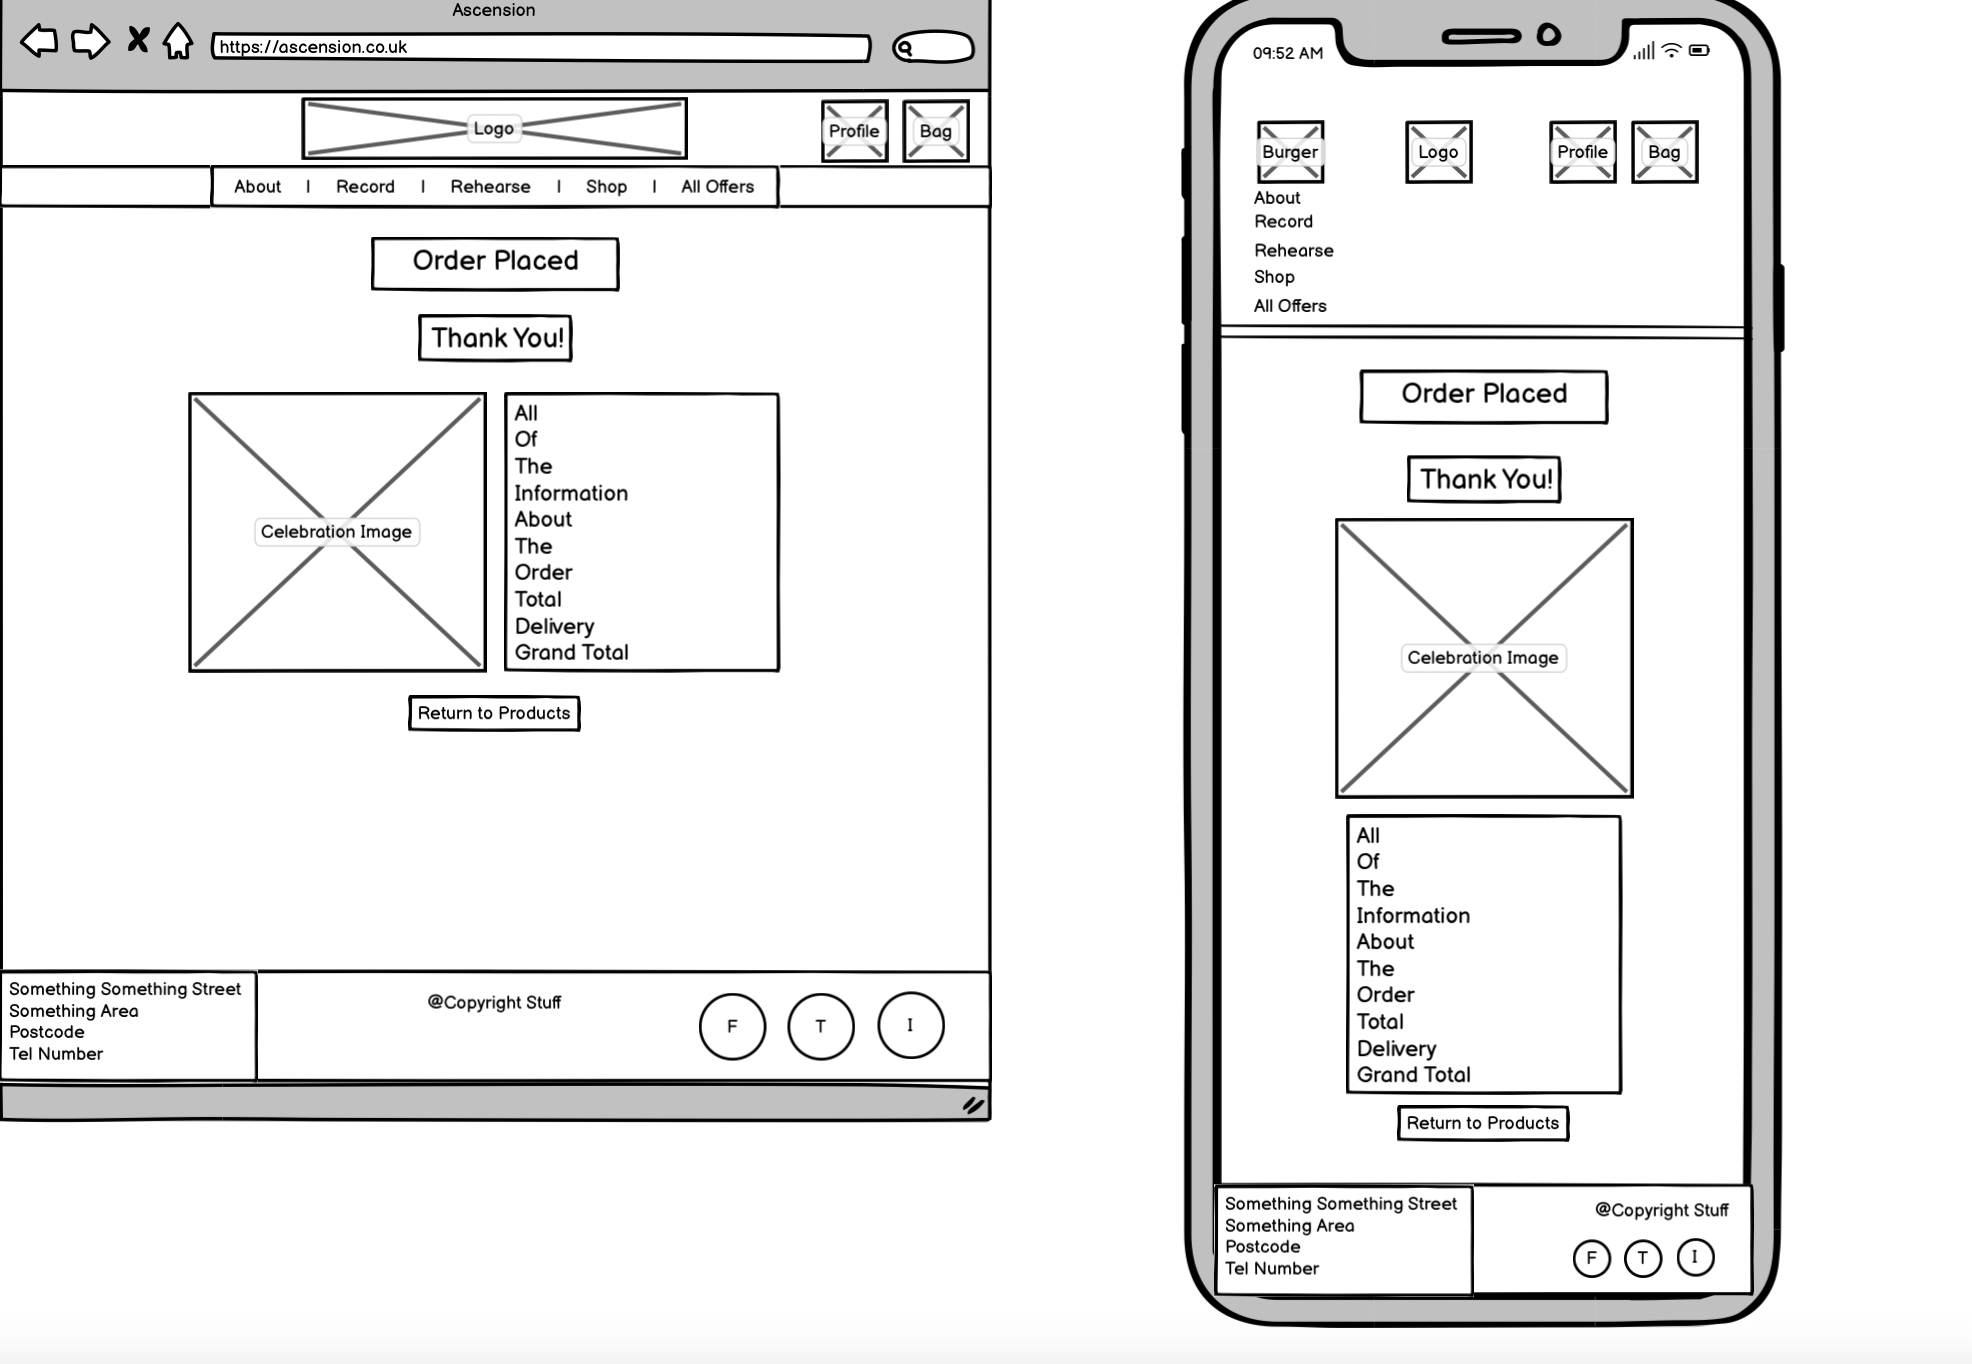 Ascension
https://ascension.co.uk
Logo
Profile
Bag
About | Record | Rehearse | Shop | All Offers
Order Placed
Thank You!
Celebration Image
All
Of
The
Information
About
The
Order
Total
Delivery
Grand Total
Return to Products
Something Something Street
Something Area
Postcode
Tel Number
@Copyright Stuff
F
T
I
09:52 AM
Burger
Logo
Profile
Bag
About
Record
Rehearse
Shop
All Offers
Order Placed
Thank You!
Celebration Image
All
Of
The
Information
About
The
Order
Total
Delivery
Grand Total
Return to Products
Something Something Street
Something Area
Postcode
Tel Number
@Copyright Stuff
F
T
I